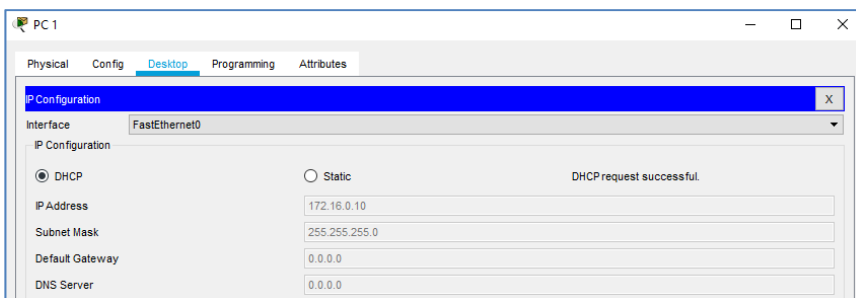 PC 1
Physical Config Desktop Programming Attributes
IP Configuration X
Interface FastEthernet0
IP Configuration
DHCP Static DHCP request successful.
IP Address 172.16.0.10
Subnet Mask 255.255.255.0
Default Gateway 0.0.0.0
DNS Server 0.0.0.0